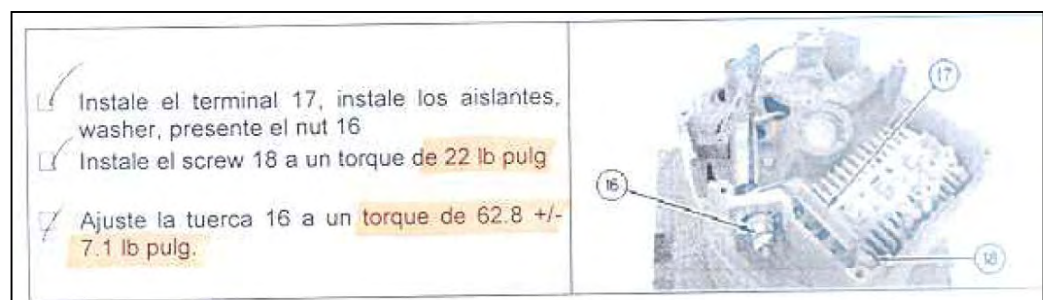 Instale el terminal 17, instale los aislantes,
washer, presente el nut 16
Instale el screw 18 a un torque de 22 lb pulg
Ajuste la tuerca 16 a un torque de 62.8 +/-
7.1 lb pulg.
17
16
18